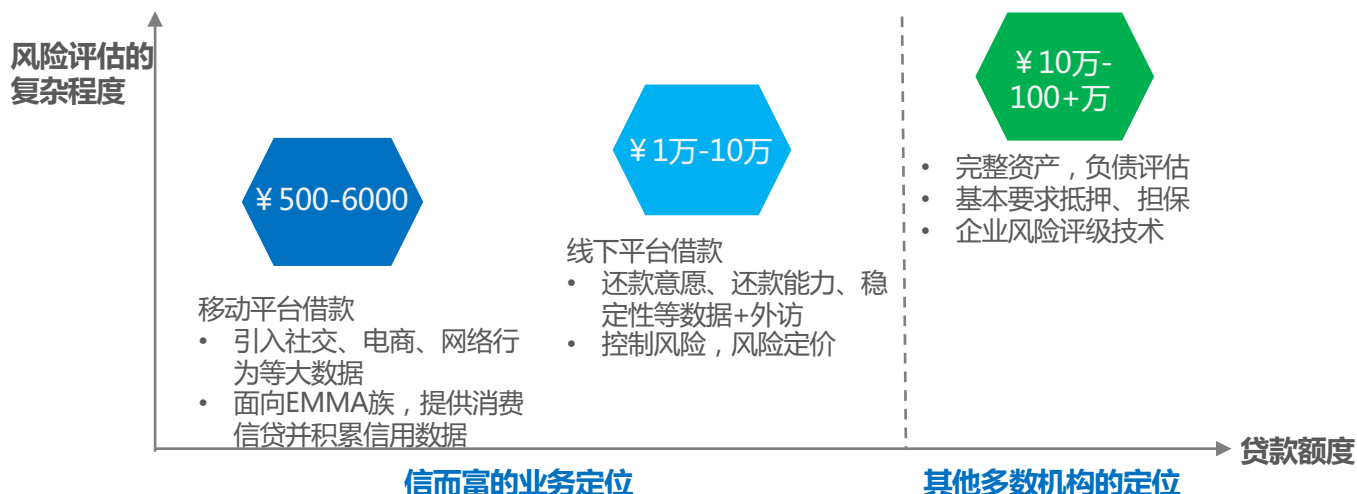 风险评估的
复杂程度
￥500-6000
移动平台借款
• 引入社交、电商、网络行
为等大数据
• 面向EMMA族，提供消费
信贷并积累信用数据
￥1万-10万
线下平台借款
• 还款意愿、还款能力、稳
定性等数据+外访
• 控制风险，风险定价
￥10万-
100+万
• 完整资产，负债评估
• 基本要求抵押、担保
• 企业风险评级技术
贷款额度
信而富的业务定位
其他多数机构的定位